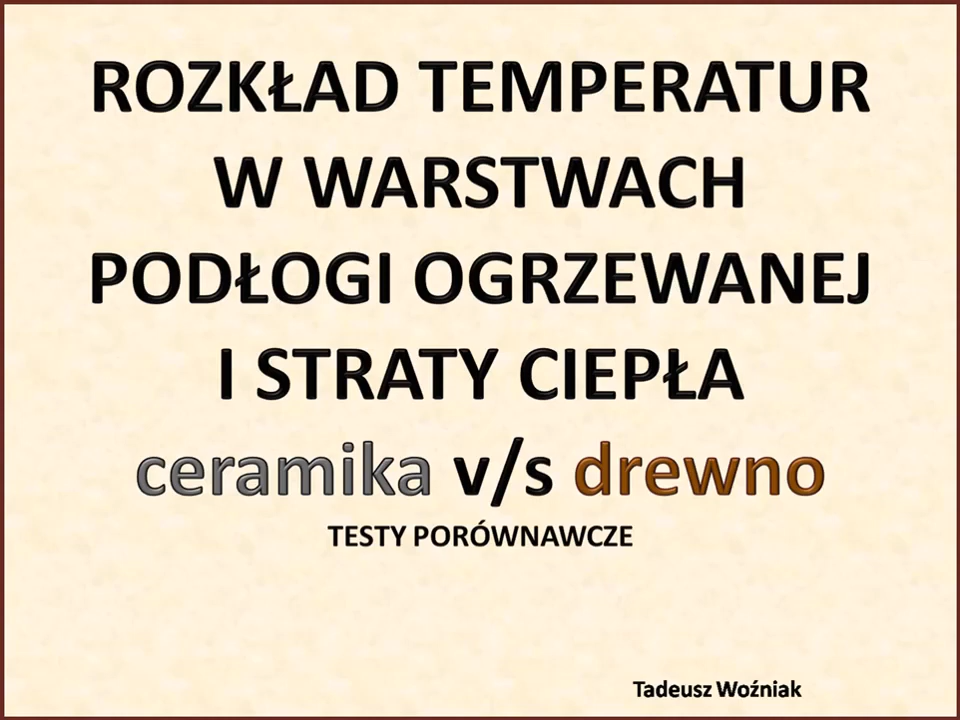 ROZKŁAD TEMPERATUR
W WARSTWACH
PODŁOGI OGRZEWANEJ
I STRATY CIEPŁA
ceramika v/s drewno
TESTY PORÓWNAWCZE
Tadeusz Woźniak